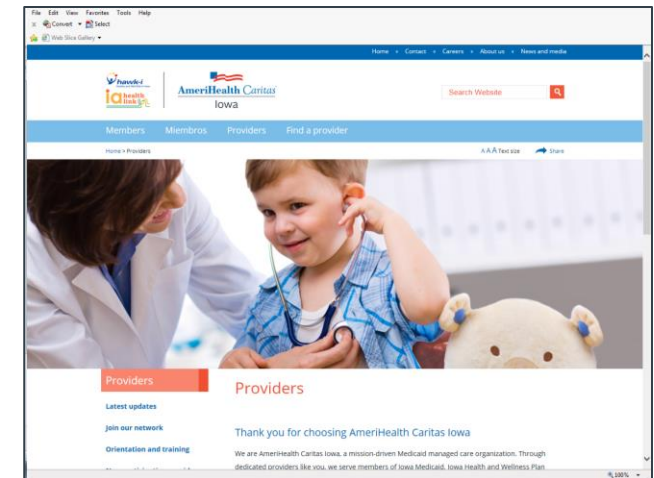 File Edit View Favorites Tools Help
x Convert Select
Web Slice Gallery
Home Contact Careers About us News and media
hawk-i
ia health link
AmeriHealth Caritas
Iowa
Search Website
Members Miembros Providers Find a provider
Home > Providers
A A A Text size Share
Providers
Latest updates
Join our network
Orientation and training
Providers
Thank you for choosing AmeriHealth Caritas Iowa
We are AmeriHealth Caritas Iowa, a mission-driven Medicaid managed care organization. Through
dedicated providers like you, we serve members of Iowa Medicaid, Iowa Health and Wellness Plan
100%